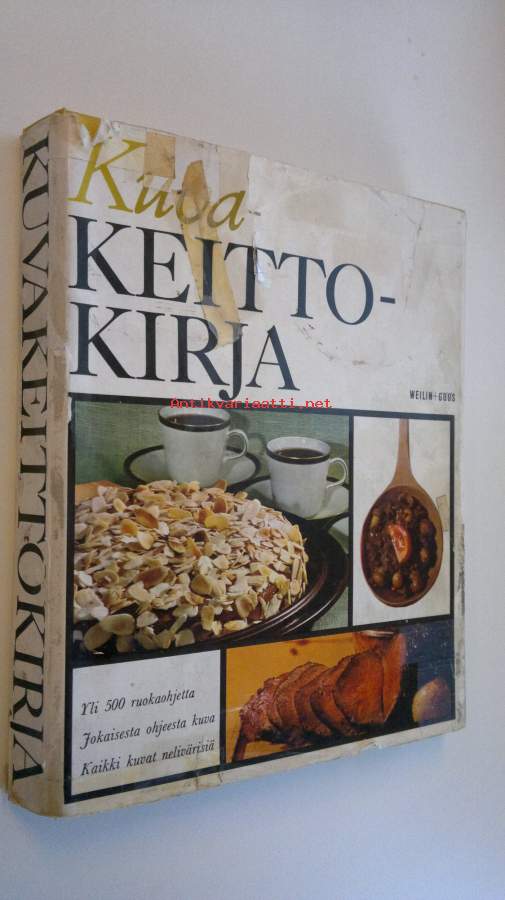 KUVAKEITTOKIRJA
Kuva
KEITTO-
KIRJA
Antikvariaatti.net
WEILIN+GÖÖS
Yli 500 ruokaohjetta
Jokaisesta ohjeesta kuva
Kaikki kuvat nelivärisiä